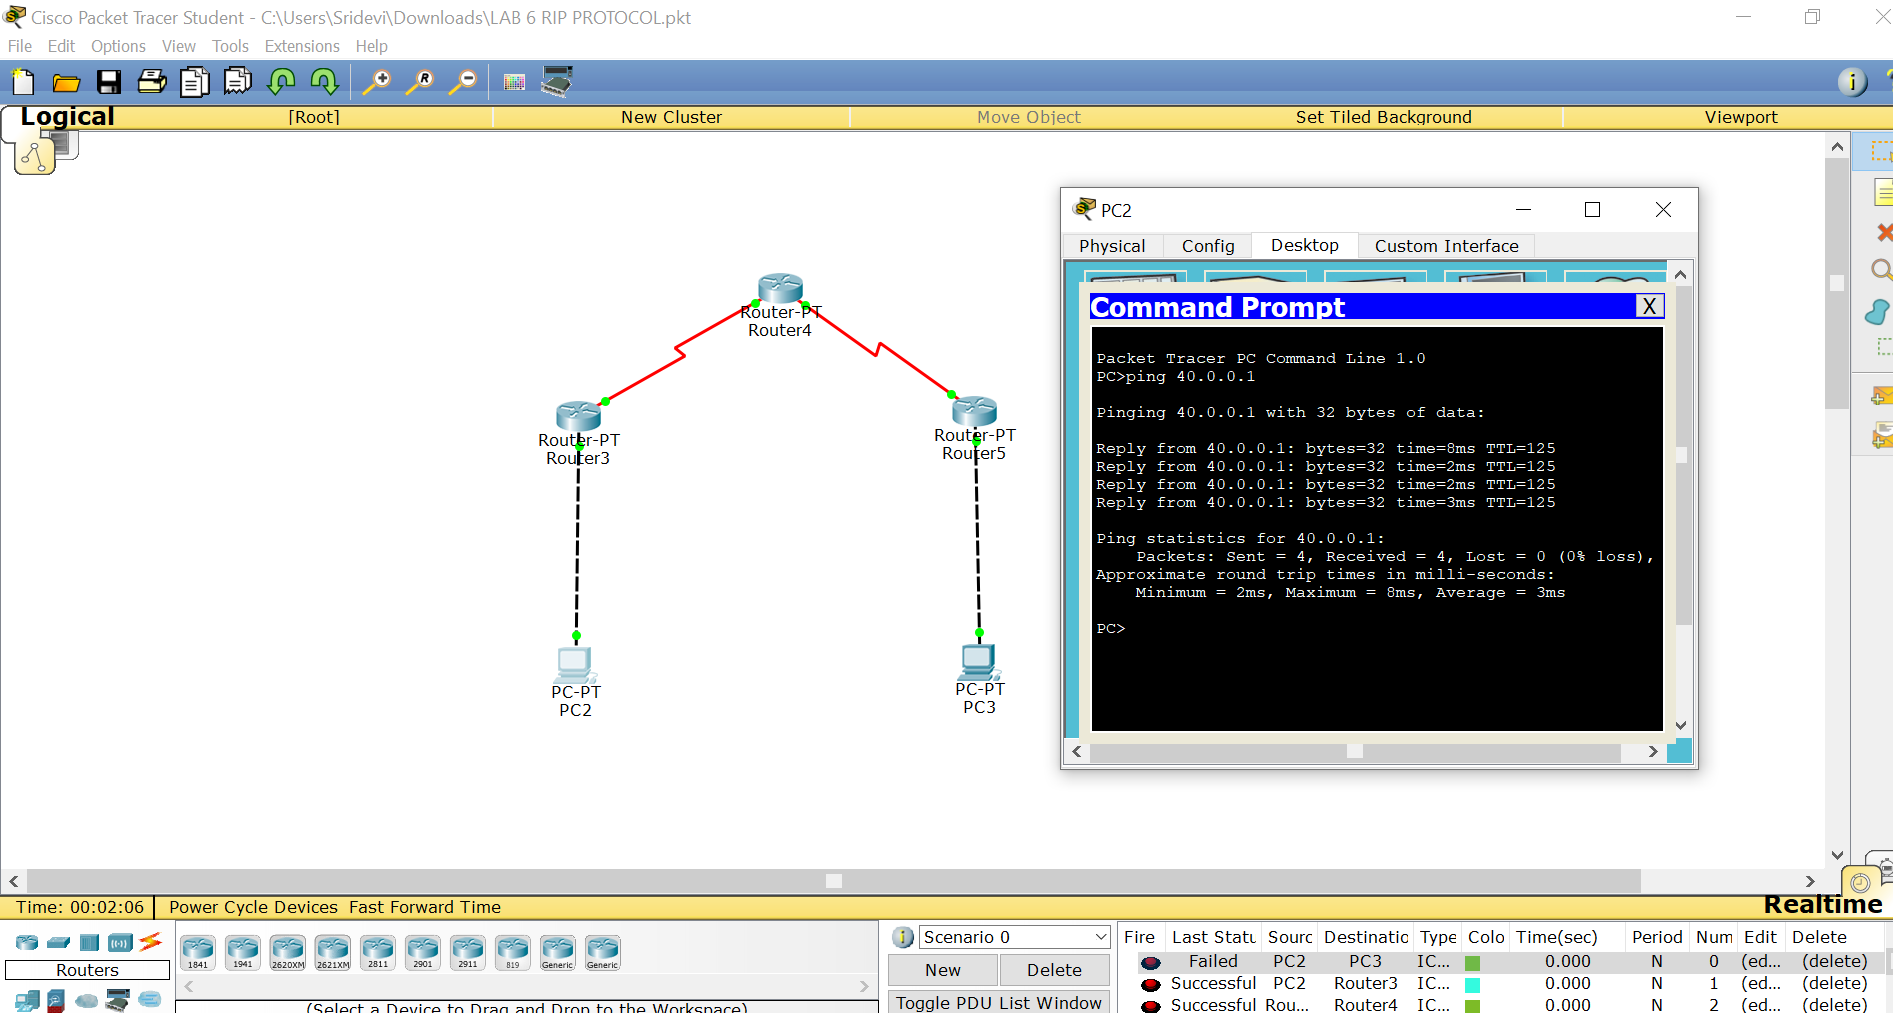 Cisco Packet Tracer Student - C:\Users\Sridevi\Downloads\LAB 6 RIP PROTOCOL.pkt
File Edit Options View Tools Extensions Help
Logical [Root] New Cluster Move Object Set Tiled Background Viewport
Router-PT
Router4
Router-PT
Router3
Router-PT
Router5
PC-PT
PC2
PC-PT
PC3
PC2
Physical Config Desktop Custom Interface
Command Prompt X
Packet Tracer PC Command Line 1.0
PC>ping 40.0.0.1
Pinging 40.0.0.1 with 32 bytes of data:
Reply from 40.0.0.1: bytes=32 time=8ms TTL=125
Reply from 40.0.0.1: bytes=32 time=2ms TTL=125
Reply from 40.0.0.1: bytes=32 time=2ms TTL=125
Reply from 40.0.0.1: bytes=32 time=3ms TTL=125
Ping statistics for 40.0.0.1:
Packets: Sent = 4, Received = 4, Lost = 0 (0% loss),
Approximate round trip times in milli-seconds:
Minimum = 2ms, Maximum = 8ms, Average = 3ms
PC>
Time: 00:02:06 Power Cycle Devices Fast Forward Time Realtime
Routers
1841 1941 2620XM 2621XM 2811 2901 2911 819 Generic Generic
(Select a Device to Drag and Drop to the Workspace)
Scenario 0
New Delete
Toggle PDU List Window
Fire Last Statu Sourc Destinatic Type Colo Time(sec) Period Num Edit Delete
Failed PC2 PC3 IC... 0.000 N 0 (ed... (delete)
Successful PC2 Router3 IC... 0.000 N 1 (ed... (delete)
Successful Rou... Router4 IC... 0.000 N 2 (ed... (delete)